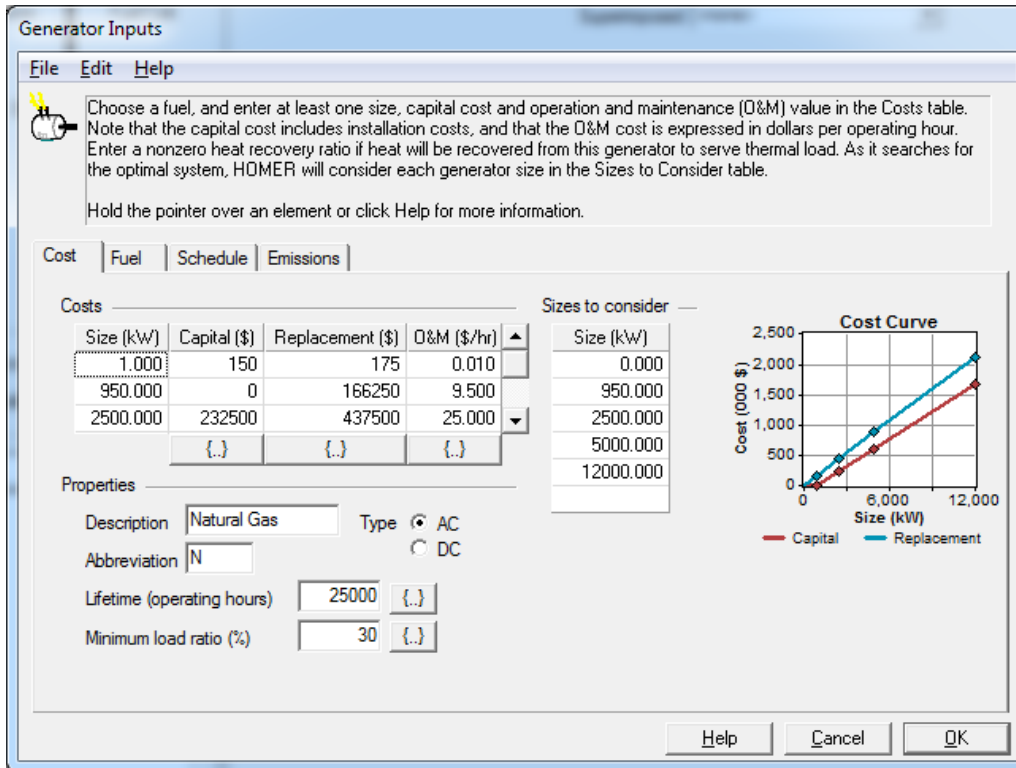 Generator Inputs
File Edit Help
Choose a fuel, and enter at least one size, capital cost and operation and maintenance (O&M) value in the Costs table.
Note that the capital cost includes installation costs, and that the O&M cost is expressed in dollars per operating hour.
Enter a nonzero heat recovery ratio if heat will be recovered from this generator to serve thermal load. As it searches for
the optimal system, HOMER will consider each generator size in the Sizes to Consider table.
Hold the pointer over an element or click Help for more information.
Cost Fuel Schedule Emissions
Costs
Size (kW) Capital ($) Replacement ($) O&M ($/hr)
1.000 150 175 0.010
950.000 0 166250 9.500
2500.000 232500 437500 25.000
{..} {..} {..}
Sizes to consider
Size (kW)
0.000
950.000
2500.000
5000.000
12000.000
Cost Curve
Cost (000 $)
2,500
2,000
1,500
1,000
500
0
0 6,000 12,000
Size (kW)
Capital Replacement
Properties
Description Natural Gas Type AC
DC
Abbreviation N
Lifetime (operating hours) 25000 {..}
Minimum load ratio (%) 30 {..}
Help Cancel OK